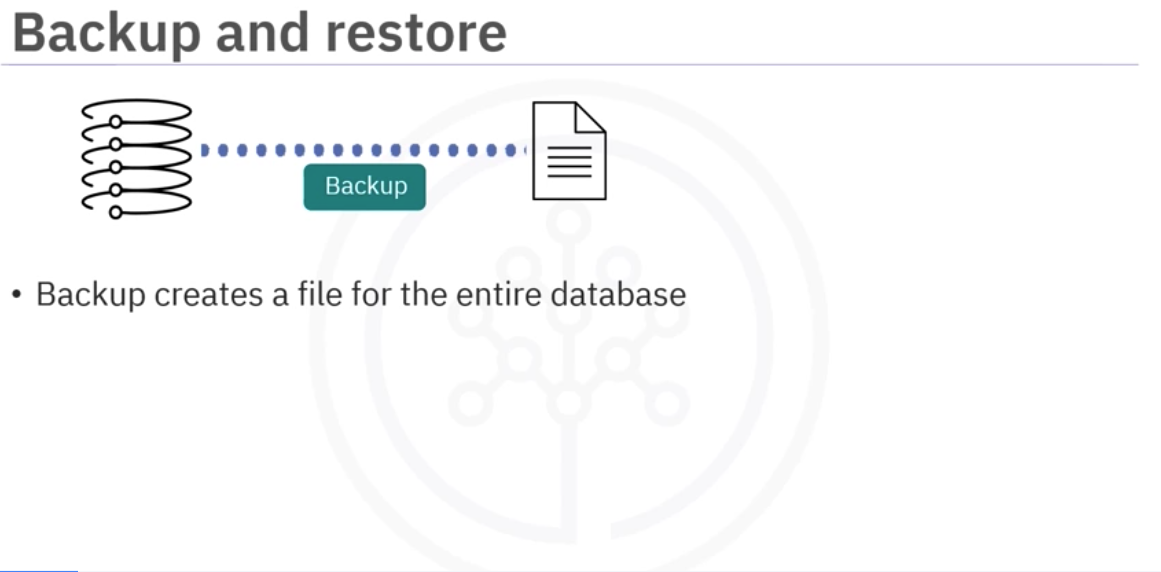 Backup and restore
Backup
• Backup creates a file for the entire database